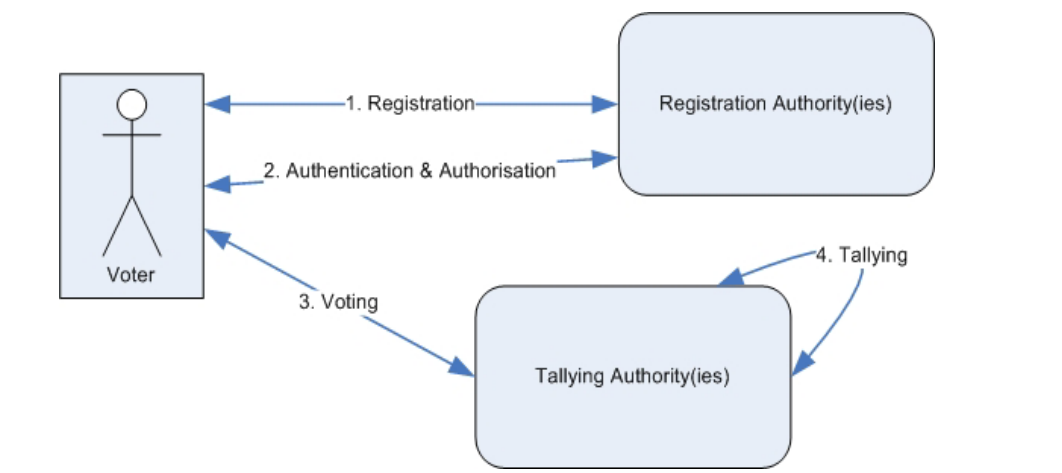 1. Registration
Registration Authority(ies)
2. Authentication & Authorisation
Voter
3. Voting
4. Tallying
Tallying Authority(ies)